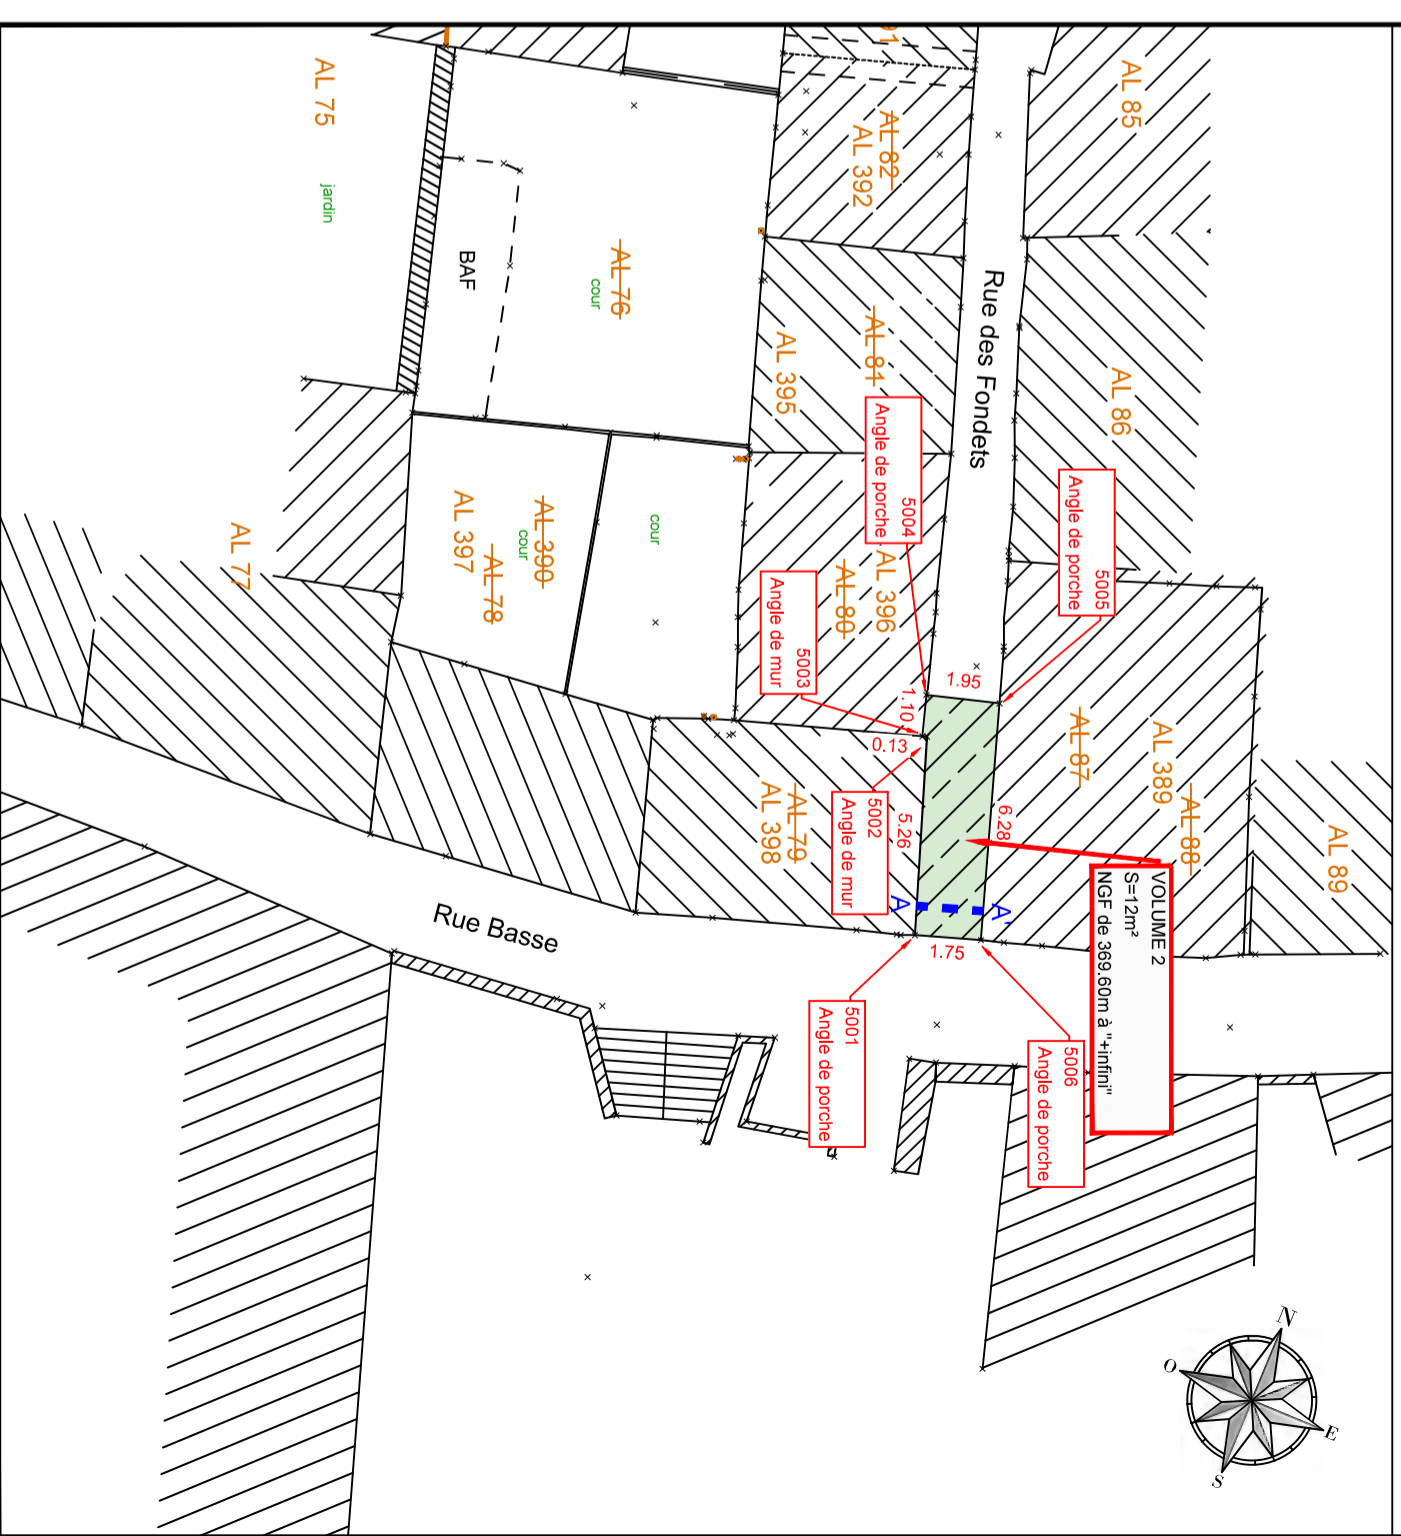 91
AL 85
AL 75
jardin
AL 82
AL 392
BAF
AL 76
cour
AL 81
AL 395
Rue des Fondets
AL 86
5004
Angle de porche
5005
Angle de porche
AL 77
AL 390
cour
AL 397
AL 78
cour
AL 396
AL 80
5003
Angle de mur
1.95
1.10
0.13
AL 87
AL 389
AL 88
AL 89
AL 79
AL 398
5002
Angle de mur
5.26
6.28
VOLUME 2
S=12m²
NGF de 369.60m à "+infini"
A
A'
1.75
Rue Basse
5001
Angle de porche
5006
Angle de porche
N
O
E
S